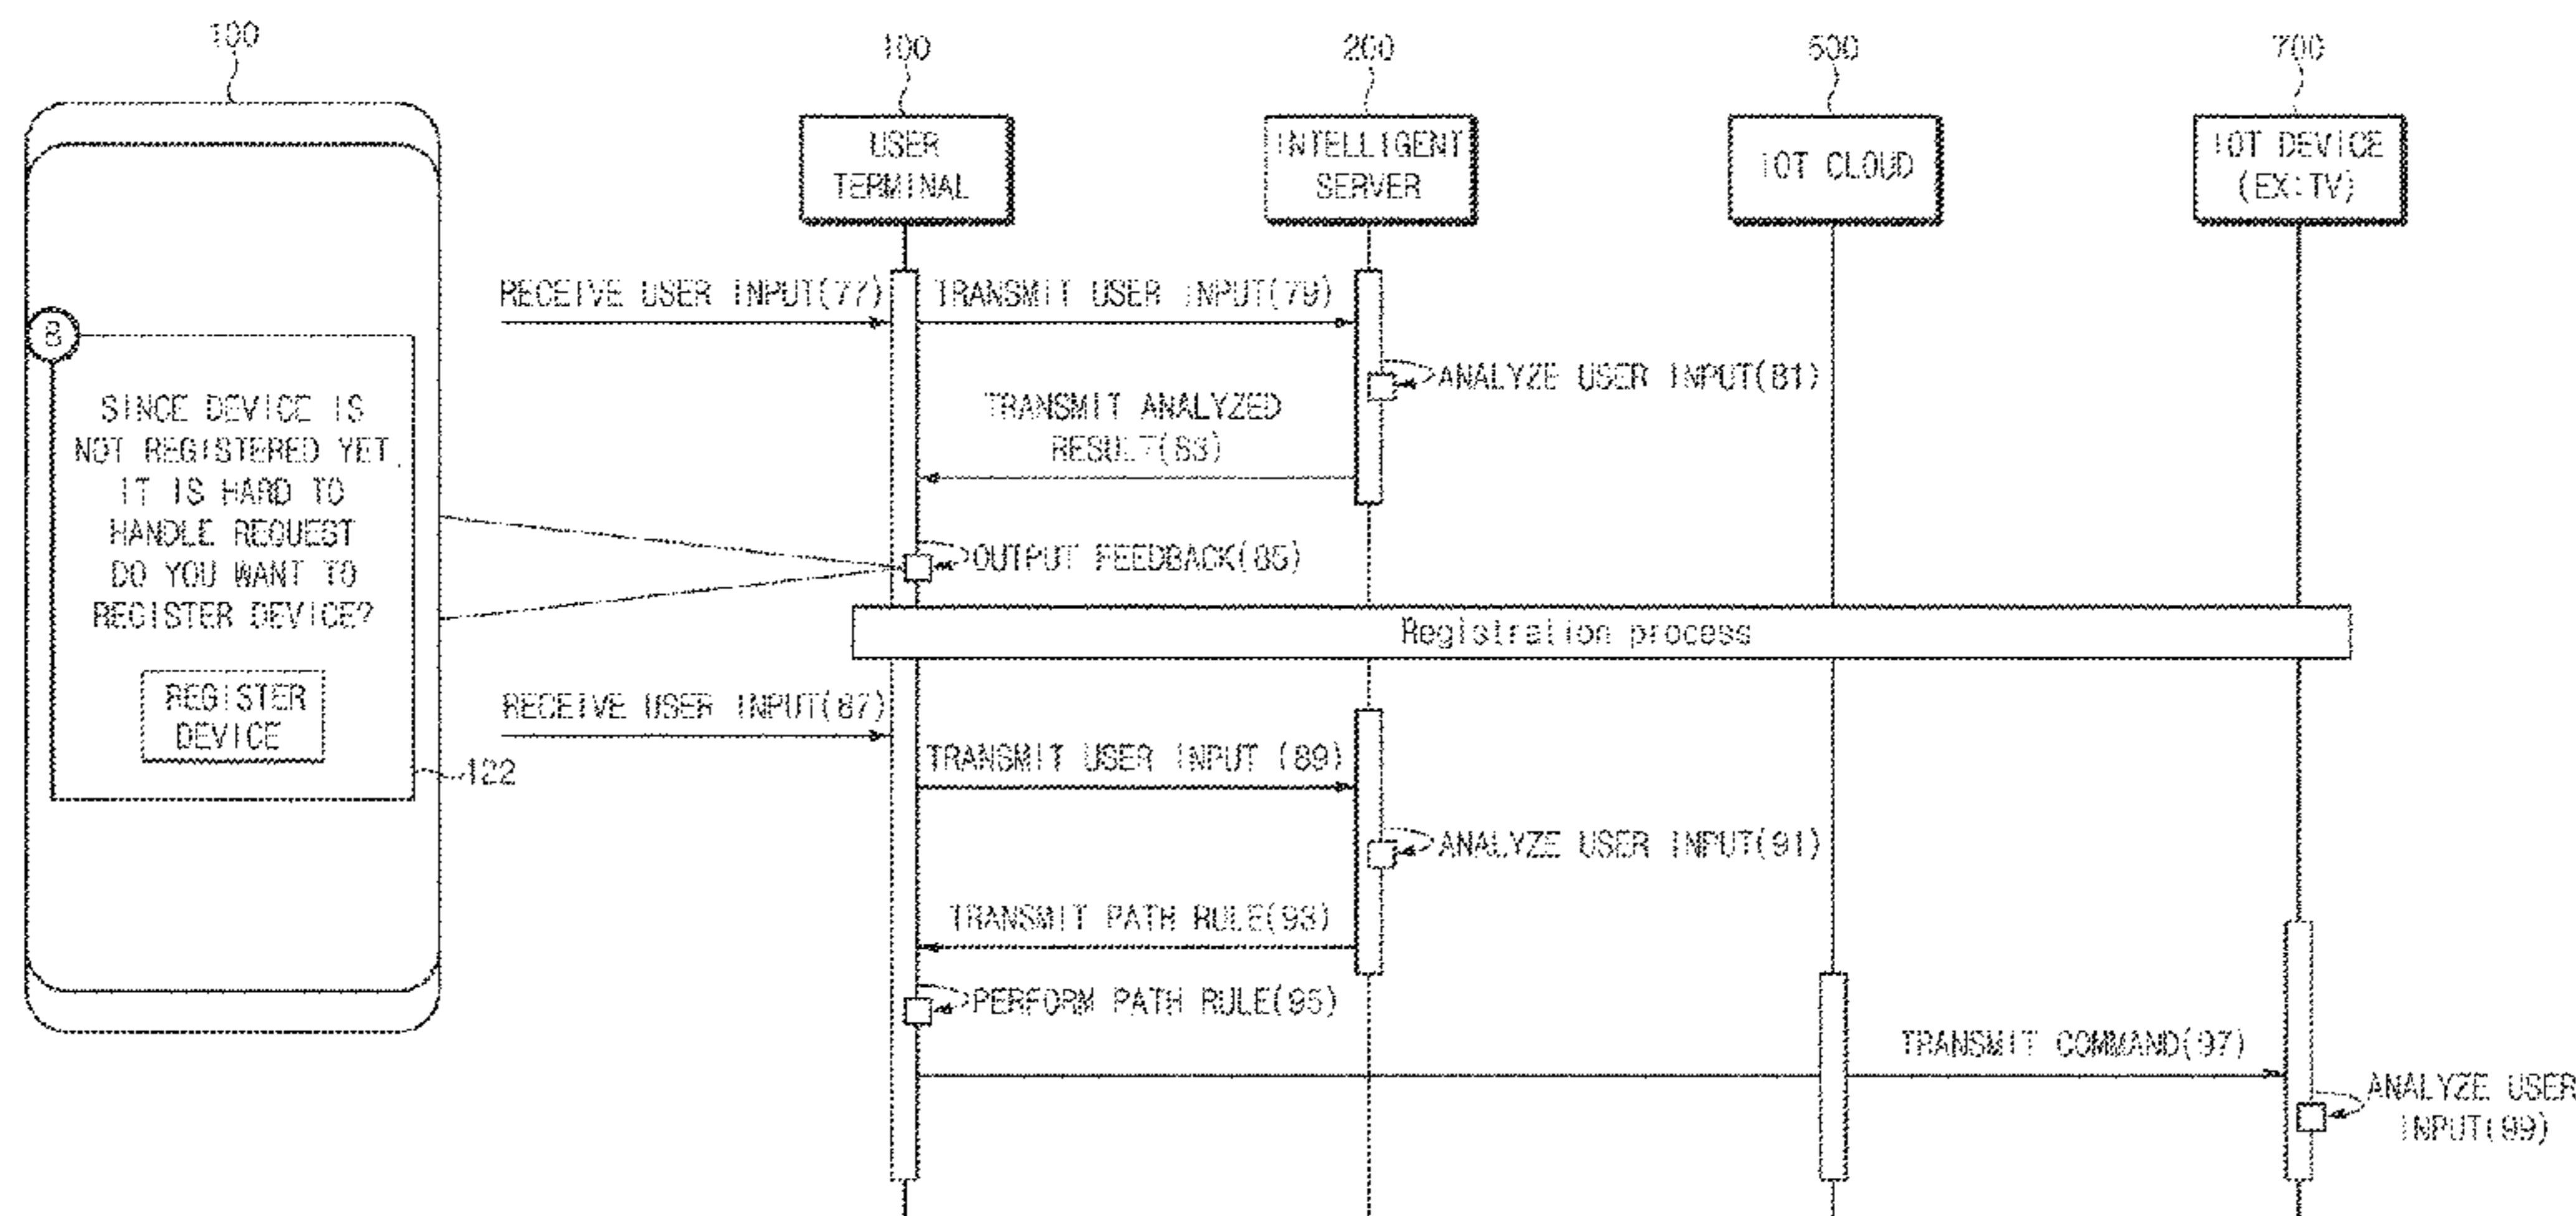 100
100
200
600
700
USER
TERMINAL
INTELLIGENT
SERVER
IOT CLOUD
IOT DEVICE
(EX:TV)
RECEIVE USER INPUT(77)
TRANSMIT USER INPUT(79)
B
ANALYZE USER INPUT(81)
SINCE DEVICE IS
NOT REGISTERED YET,
IT IS HARD TO
HANDLE REQUEST
DO YOU WANT TO
REGISTER DEVICE?
TRANSMIT ANALYZED
RESULT(83)
OUTPUT FEEDBACK(85)
Registration process
REGISTER
DEVICE
122
RECEIVE USER INPUT(87)
TRANSMIT USER INPUT (89)
ANALYZE USER INPUT(91)
TRANSMIT PATH RULE(93)
PERFORM PATH RULE(95)
TRANSMIT COMMAND(97)
ANALYZE USER
INPUT(99)